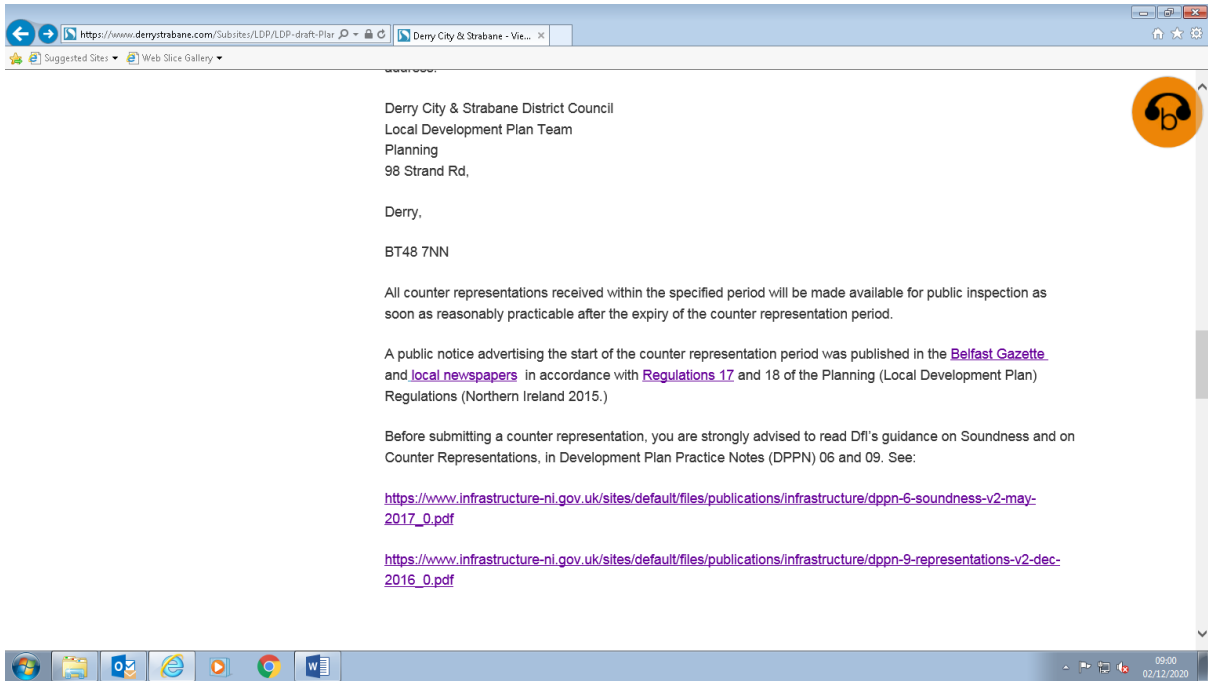 https://www.derrystrabane.com/Subsites/LDP/LDP-draft-Plar
Derry City & Strabane - Vie...
Suggested Sites
Web Slice Gallery
address:
Derry City & Strabane District Council
Local Development Plan Team
Planning
98 Strand Rd,
Derry,
BT48 7NN
All counter representations received within the specified period will be made available for public inspection as
soon as reasonably practicable after the expiry of the counter representation period.
A public notice advertising the start of the counter representation period was published in the Belfast Gazette
and local newspapers in accordance with Regulations 17 and 18 of the Planning (Local Development Plan)
Regulations (Northern Ireland 2015.)
Before submitting a counter representation, you are strongly advised to read DfI's guidance on Soundness and on
Counter Representations, in Development Plan Practice Notes (DPPN) 06 and 09. See:
https://www.infrastructure-ni.gov.uk/sites/default/files/publications/infrastructure/dppn-6-soundness-v2-may-
2017_0.pdf
https://www.infrastructure-ni.gov.uk/sites/default/files/publications/infrastructure/dppn-9-representations-v2-dec-
2016_0.pdf
b
09:00
02/12/2020